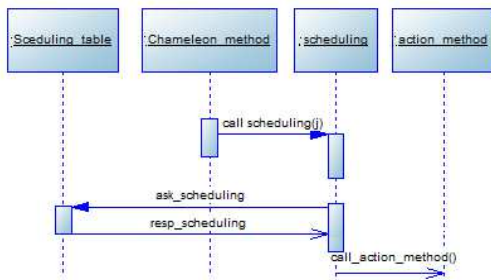 :Sceduling_table
:Chameleon_method
:scheduling
:action_method
call scheduling(j)
ask_scheduling
resp_scheduling
call_action_method()